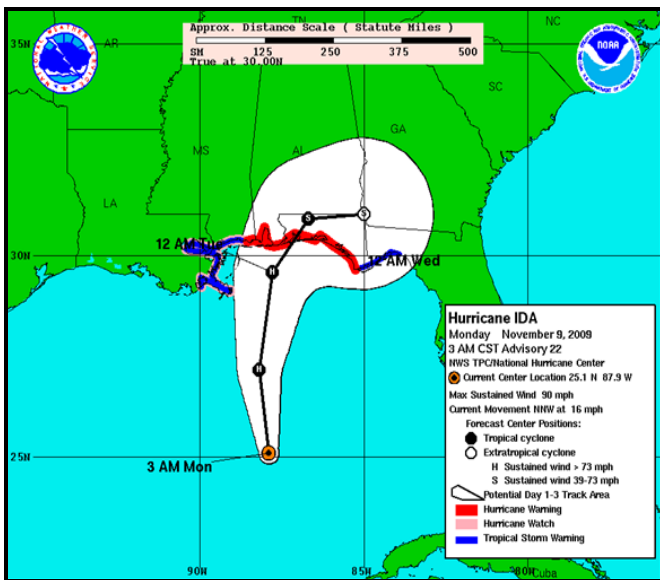 Approx. Distance Scale ( Statute Miles )
SM 125 250 375 500
True at 30.00N
NOAA
35N
TN
NC
AR
SC
MS
AL
GA
LA
12 AM Tue
30N
12 AM Wed
S
S
H
H
3 AM Mon
25N
90W
85W
80W
Cuba
Hurricane IDA
Monday November 9, 2009
3 AM CST Advisory 22
NWS TPC/National Hurricane Center
Current Center Location 25.1 N 87.9 W
Max Sustained Wind 90 mph
Current Movement NNW at 16 mph
Forecast Center Positions:
Tropical cyclone
Extratropical cyclone
H Sustained wind > 73 mph
S Sustained wind 39-73 mph
Potential Day 1-3 Track Area
Hurricane Warning
Hurricane Watch
Tropical Storm Warning